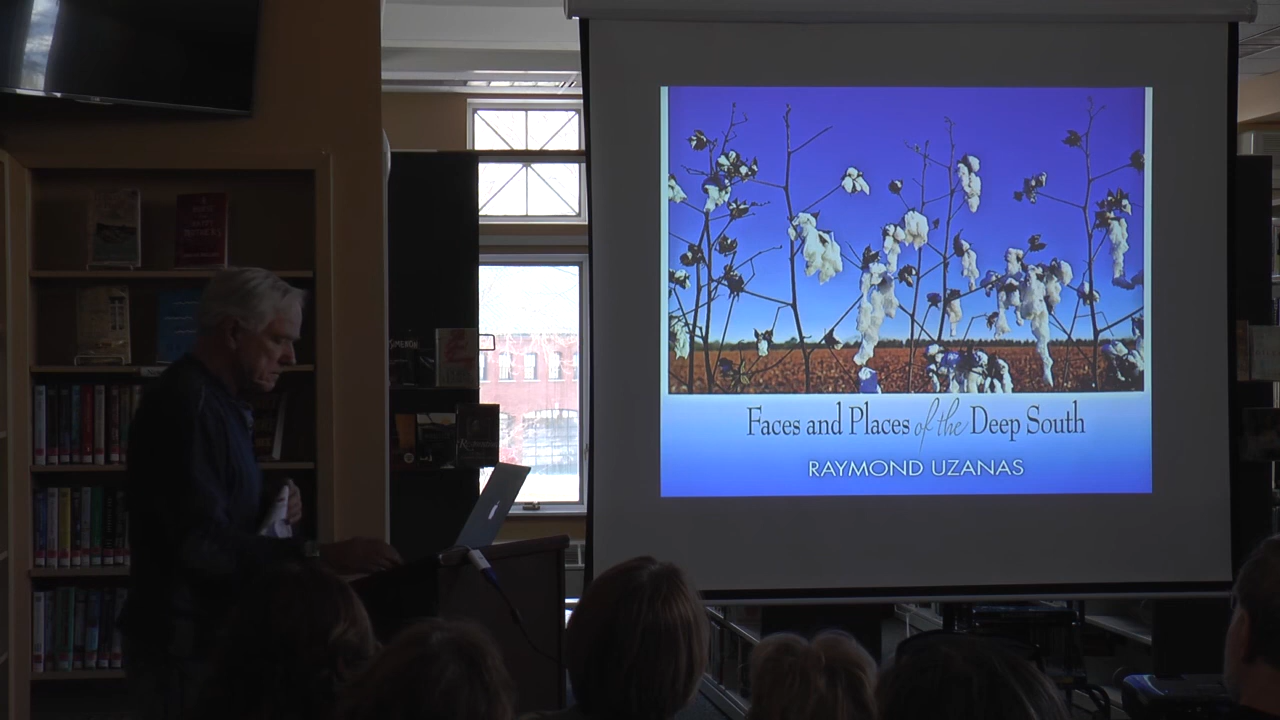 Faces and Places of the Deep South
RAYMOND UZANAS